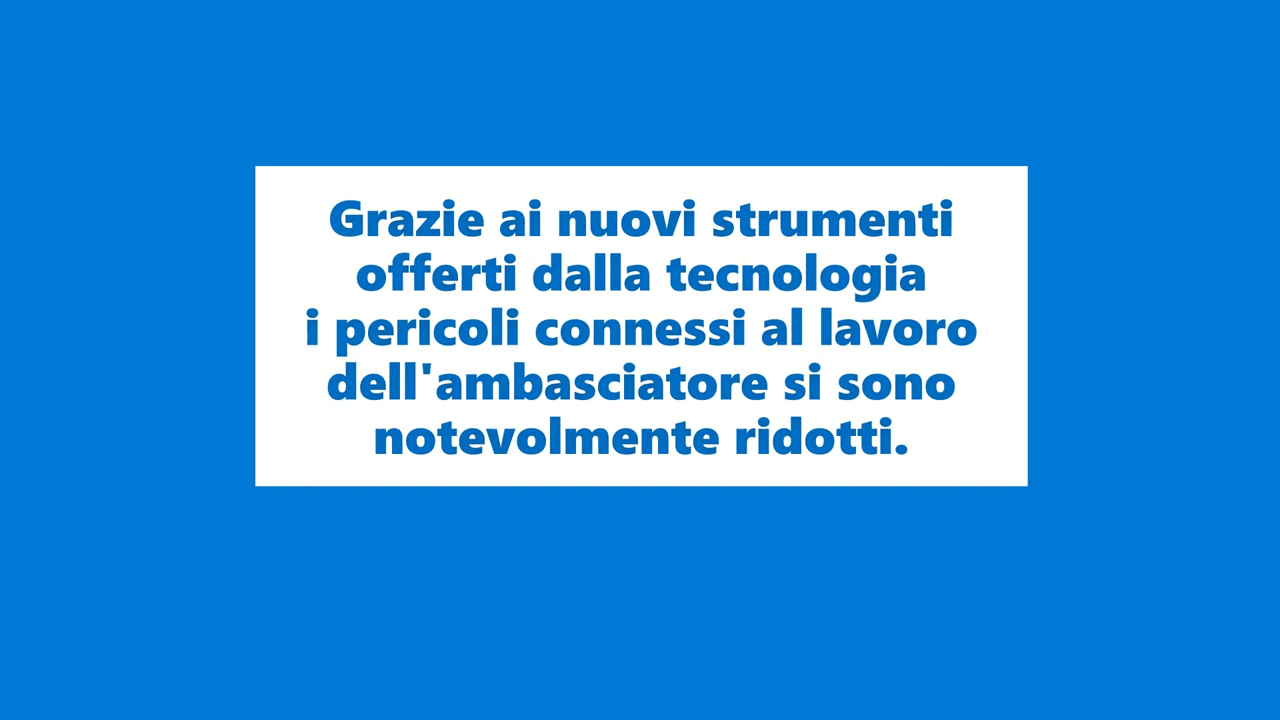 Grazie ai nuovi strumenti
offerti dalla tecnologia
i pericoli connessi al lavoro
dell'ambasciatore si sono
notevolmente ridotti.